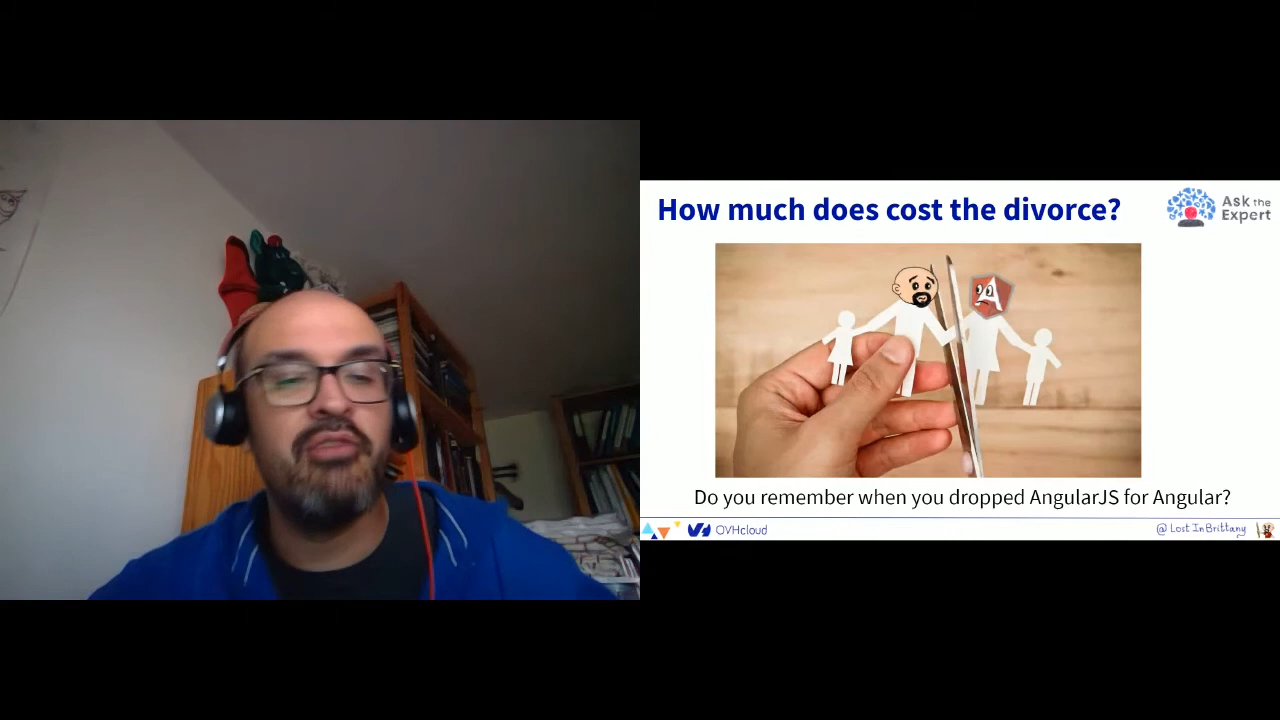 How much does cost the divorce?
Ask the
Expert
A
Do you remember when you dropped AngularJS for Angular?
OVHcloud
@LostInBrittany